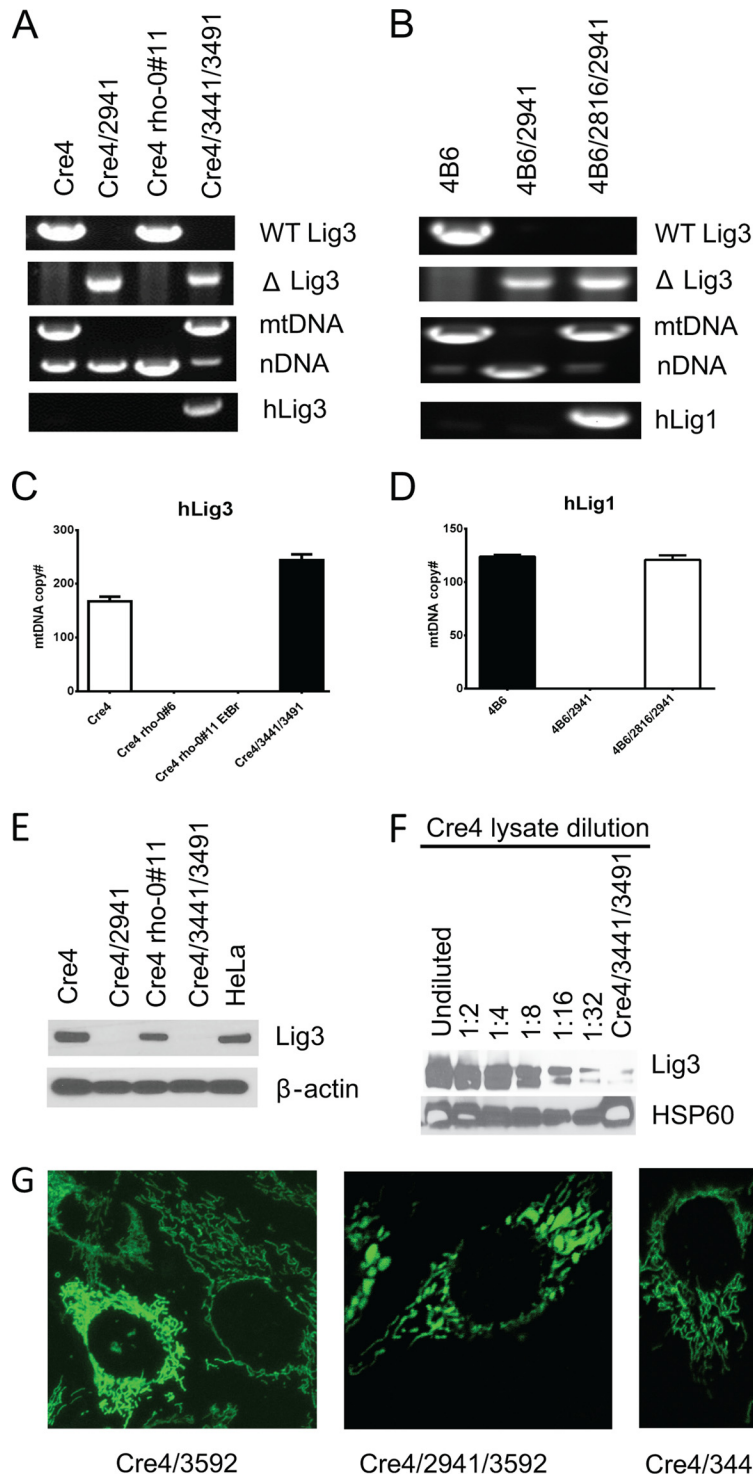 A
Cre4
Cre4/2941
Cre4 rho-0#11
Cre4/3441/3491
WT Lig3
Δ Lig3
mtDNA
nDNA
hLig3
B
4B6
4B6/2941
4B6/2816/2941
WT Lig3
Δ Lig3
mtDNA
nDNA
hLig1
C
hLig3
mtDNA copy#
300
200
100
0
Cre4
Cre4 rho-0#6
Cre4 rho-0#11 EtBr
Cre4/3441/3491
D
hLig1
mtDNA copy#
150
100
50
0
4B6
4B6/2941
4B6/2816/2941
E
Cre4
Cre4/2941
Cre4 rho-0#11
Cre4/3441/3491
HeLa
Lig3
β-actin
F
Cre4 lysate dilution
Undiluted
1:2
1:4
1:8
1:16
1:32
Cre4/3441/3491
Lig3
HSP60
G
Cre4/3592
Cre4/2941/3592
Cre4/344